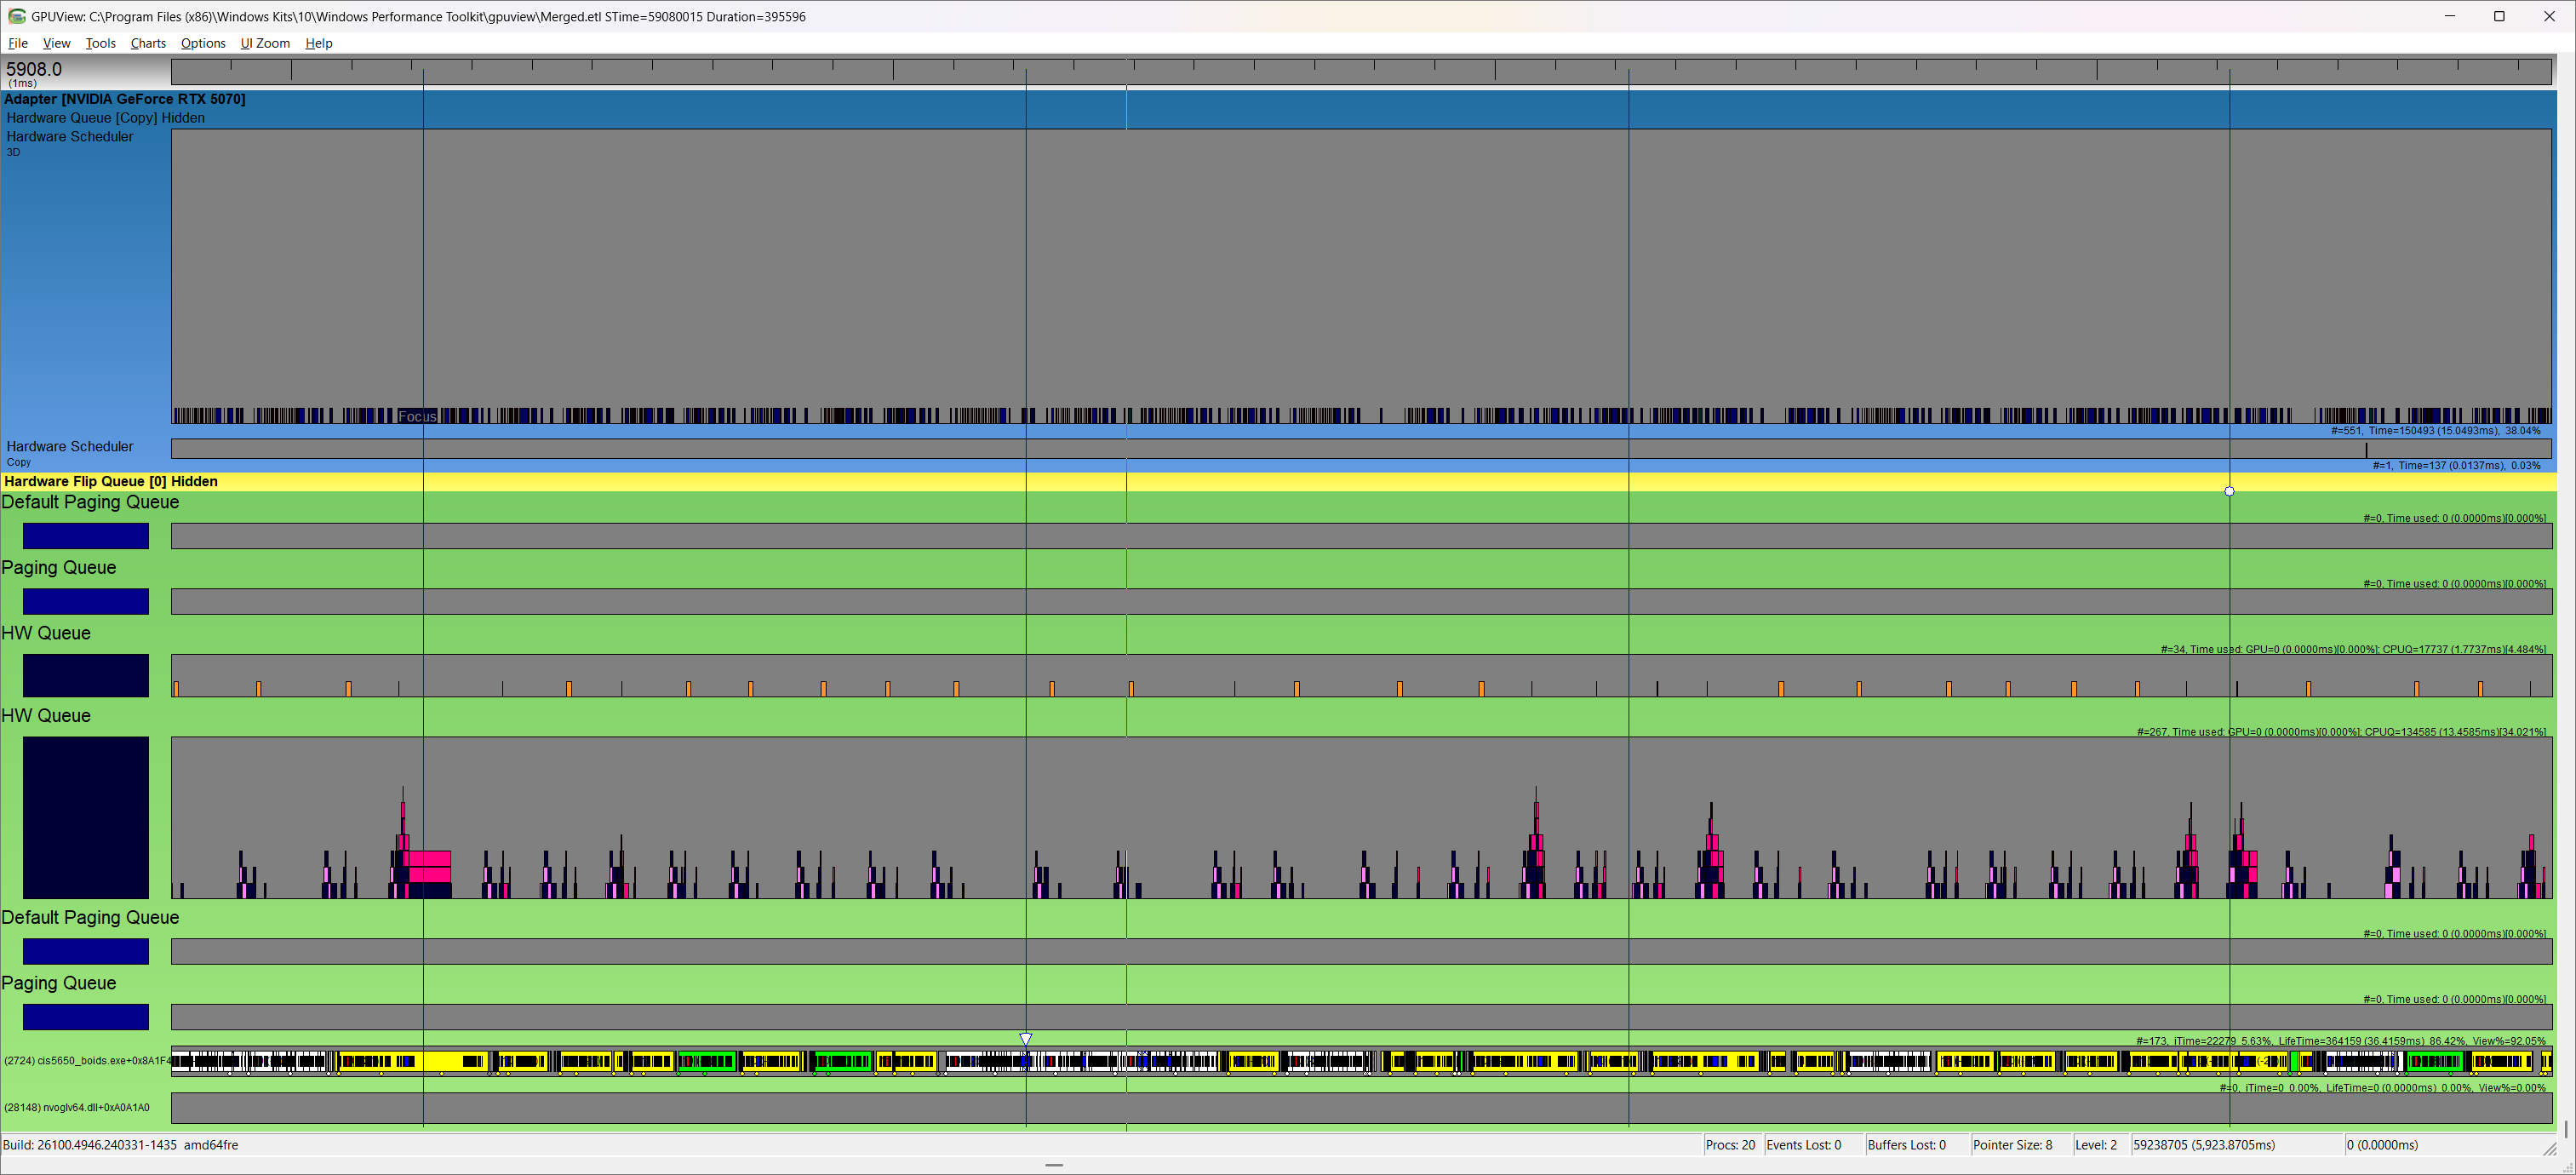 GPUView: C:\Program Files (x86)\Windows Kits\10\Windows Performance Toolkit\gpuview\Merged.etl STime=59080015 Duration=395596
File View Tools Charts Options UI Zoom Help
5908.0
(1ms)
Adapter [NVIDIA GeForce RTX 5070]
Hardware Queue [Copy] Hidden
Hardware Scheduler
3D
Focus
#=551, Time=150493 (15.0493ms), 38.04%
Hardware Scheduler
Copy
#=1, Time=137 (0.0137ms), 0.03%
Hardware Flip Queue [0] Hidden
Default Paging Queue
#=0, Time used: 0 (0.0000ms)[0.000%]
Paging Queue
#=0, Time used: 0 (0.0000ms)[0.000%]
HW Queue
#=34, Time used: GPU=0 (0.0000ms)[0.000%]; CPUQ=17737 (1.7737ms)[4.484%]
HW Queue
#=267, Time used: GPU=0 (0.0000ms)[0.000%]; CPUQ=134585 (13.4585ms)[34.021%]
Default Paging Queue
#=0, Time used: 0 (0.0000ms)[0.000%]
Paging Queue
#=0, Time used: 0 (0.0000ms)[0.000%]
#=173, iTime=22279 5.63%, LifeTime=364159 (36.4159ms) 86.42%, View%=92.05%
(2724) cis5650_boids.exe+0x8A1F4
#=0, iTime=0 0.00%, LifeTime=0 (0.0000ms) 0.00%, View%=0.00%
(28148) nvoglv64.dll+0xA0A1A0
Build: 26100.4946.240331-1435 amd64fre
Procs: 20
Events Lost: 0
Buffers Lost: 0
Pointer Size: 8
Level: 2
59238705 (5,923.8705ms)
0 (0.0000ms)